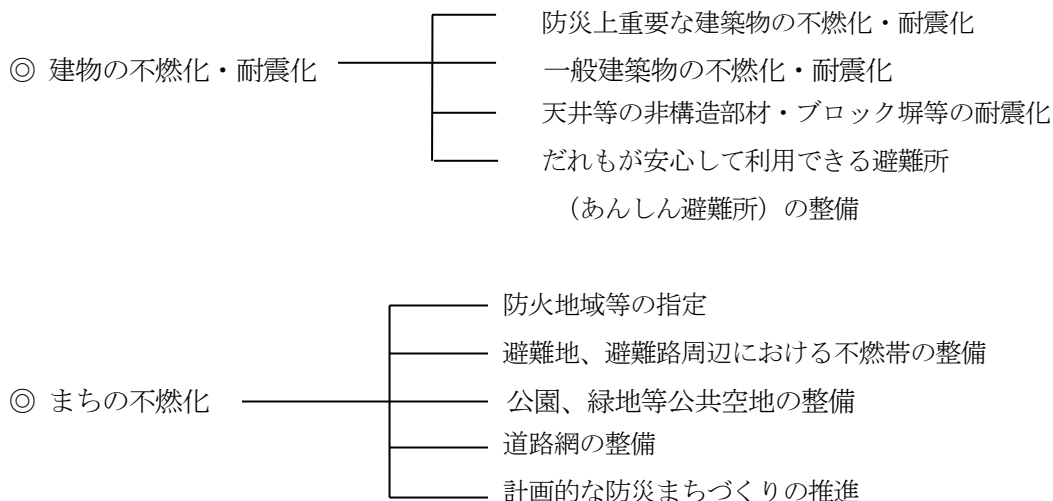 防災上重要な建築物の不燃化・耐震化
◎ 建物の不燃化・耐震化
一般建築物の不燃化・耐震化
天井等の非構造部材・ブロック塀等の耐震化
だれもが安心して利用できる避難所
（あんしん避難所）の整備
防火地域等の指定
避難地、避難路周辺における不燃帯の整備
◎ まちの不燃化
公園、緑地等公共空地の整備
道路網の整備
計画的な防災まちづくりの推進